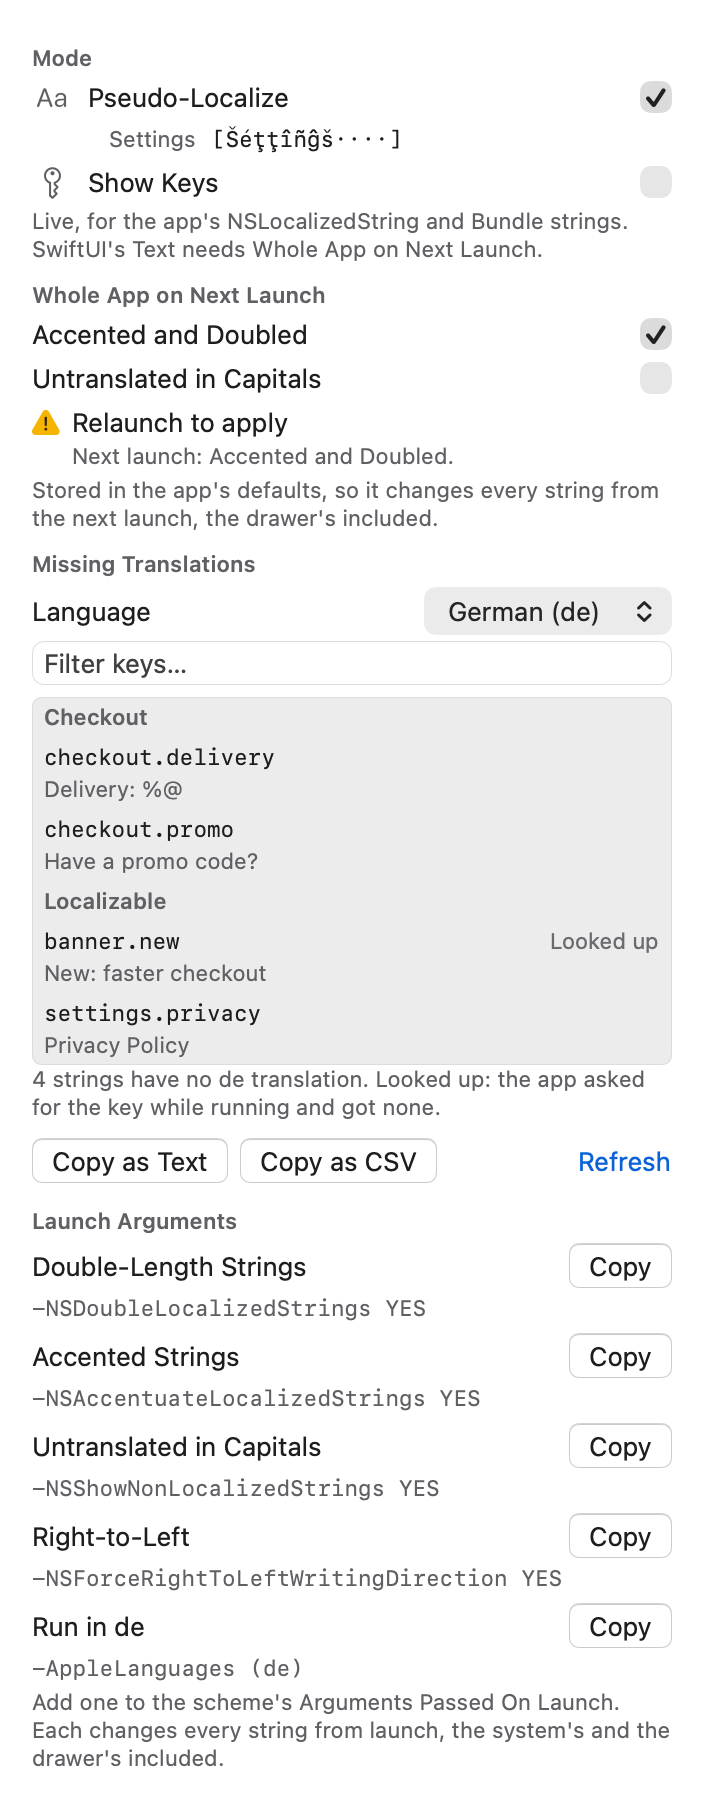 Mode
Aa Pseudo-Localize
Settings [Šéţţîñĝš····]
Show Keys
Live, for the app's NSLocalizedString and Bundle strings.
SwiftUI's Text needs Whole App on Next Launch.
Whole App on Next Launch
Accented and Doubled
Untranslated in Capitals
Relaunch to apply
Next launch: Accented and Doubled.
Stored in the app's defaults, so it changes every string from
the next launch, the drawer's included.
Missing Translations
Language German (de)
Filter keys...
Checkout
checkout.delivery
Delivery: %@
checkout.promo
Have a promo code?
Localizable
banner.new Looked up
New: faster checkout
settings.privacy
Privacy Policy
4 strings have no de translation. Looked up: the app asked
for the key while running and got none.
Copy as Text Copy as CSV Refresh
Launch Arguments
Double-Length Strings Copy
–NSDoubleLocalizedStrings YES
Accented Strings Copy
–NSAccentuateLocalizedStrings YES
Untranslated in Capitals Copy
–NSShowNonLocalizedStrings YES
Right-to-Left Copy
–NSForceRightToLeftWritingDirection YES
Run in de Copy
–AppleLanguages (de)
Add one to the scheme's Arguments Passed On Launch.
Each changes every string from launch, the system's and the
drawer's included.